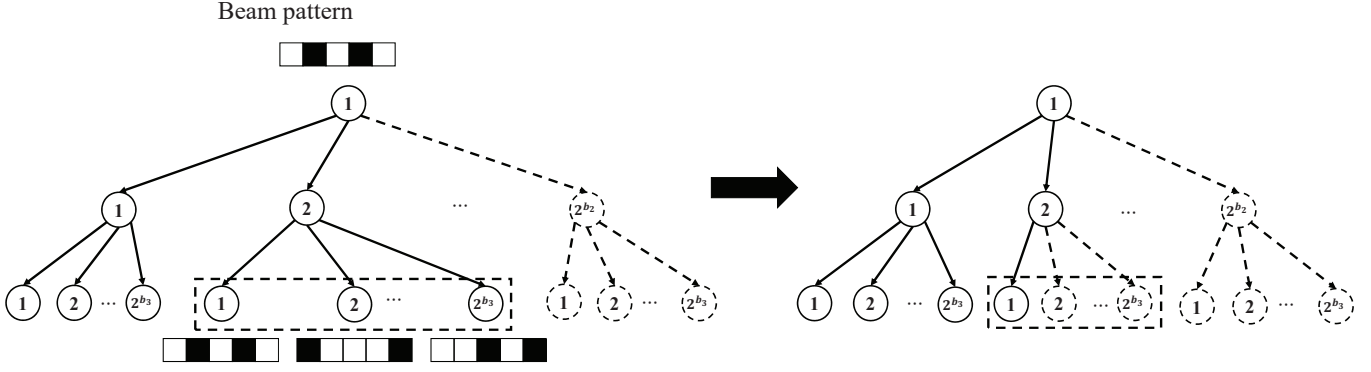 Beam pattern
1 1
1 2 ... 2^{b_2} 1 2 ... 2^{b_2}
1 2 ... 2^{b_3} 1 2 ... 2^{b_3} 1 2 ... 2^{b_3} 1 2 ... 2^{b_3} 1 2 ... 2^{b_3} 1 2 ... 2^{b_3}